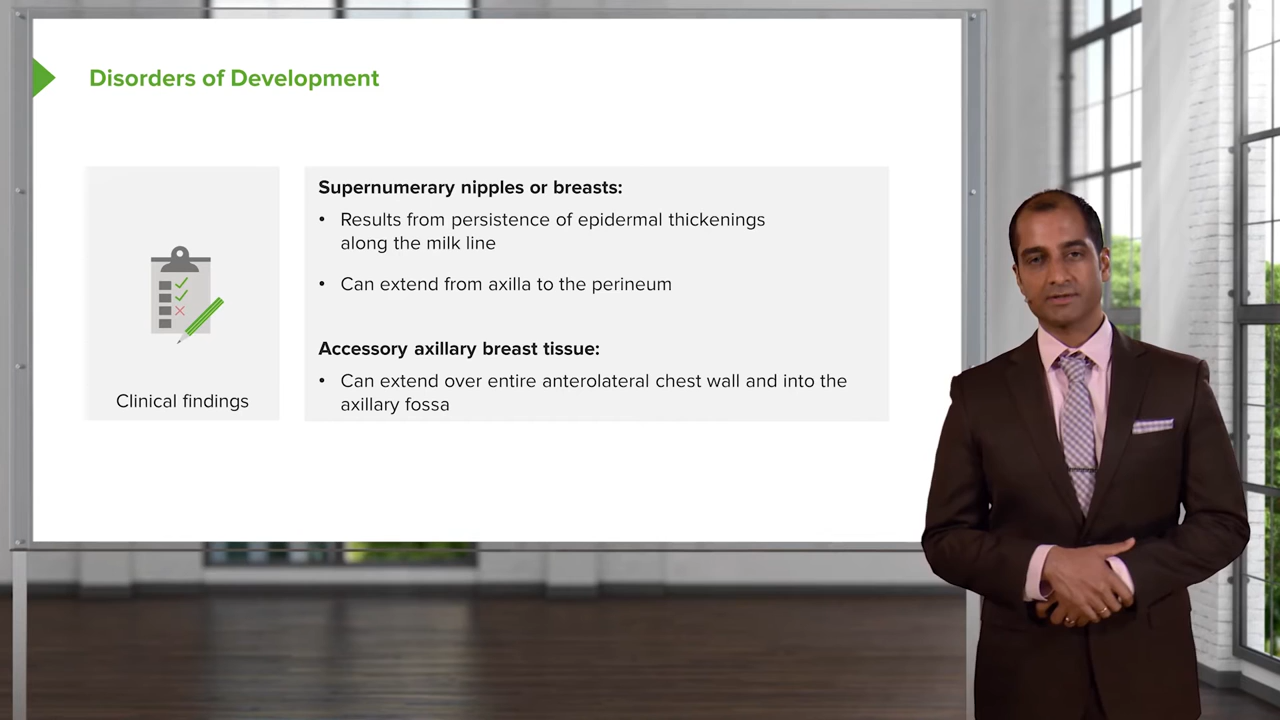 Disorders of Development
Supernumerary nipples or breasts:
• Results from persistence of epidermal thickenings
along the milk line
• Can extend from axilla to the perineum
Accessory axillary breast tissue:
• Can extend over entire anterolateral chest wall and into the
axillary fossa
Clinical findings